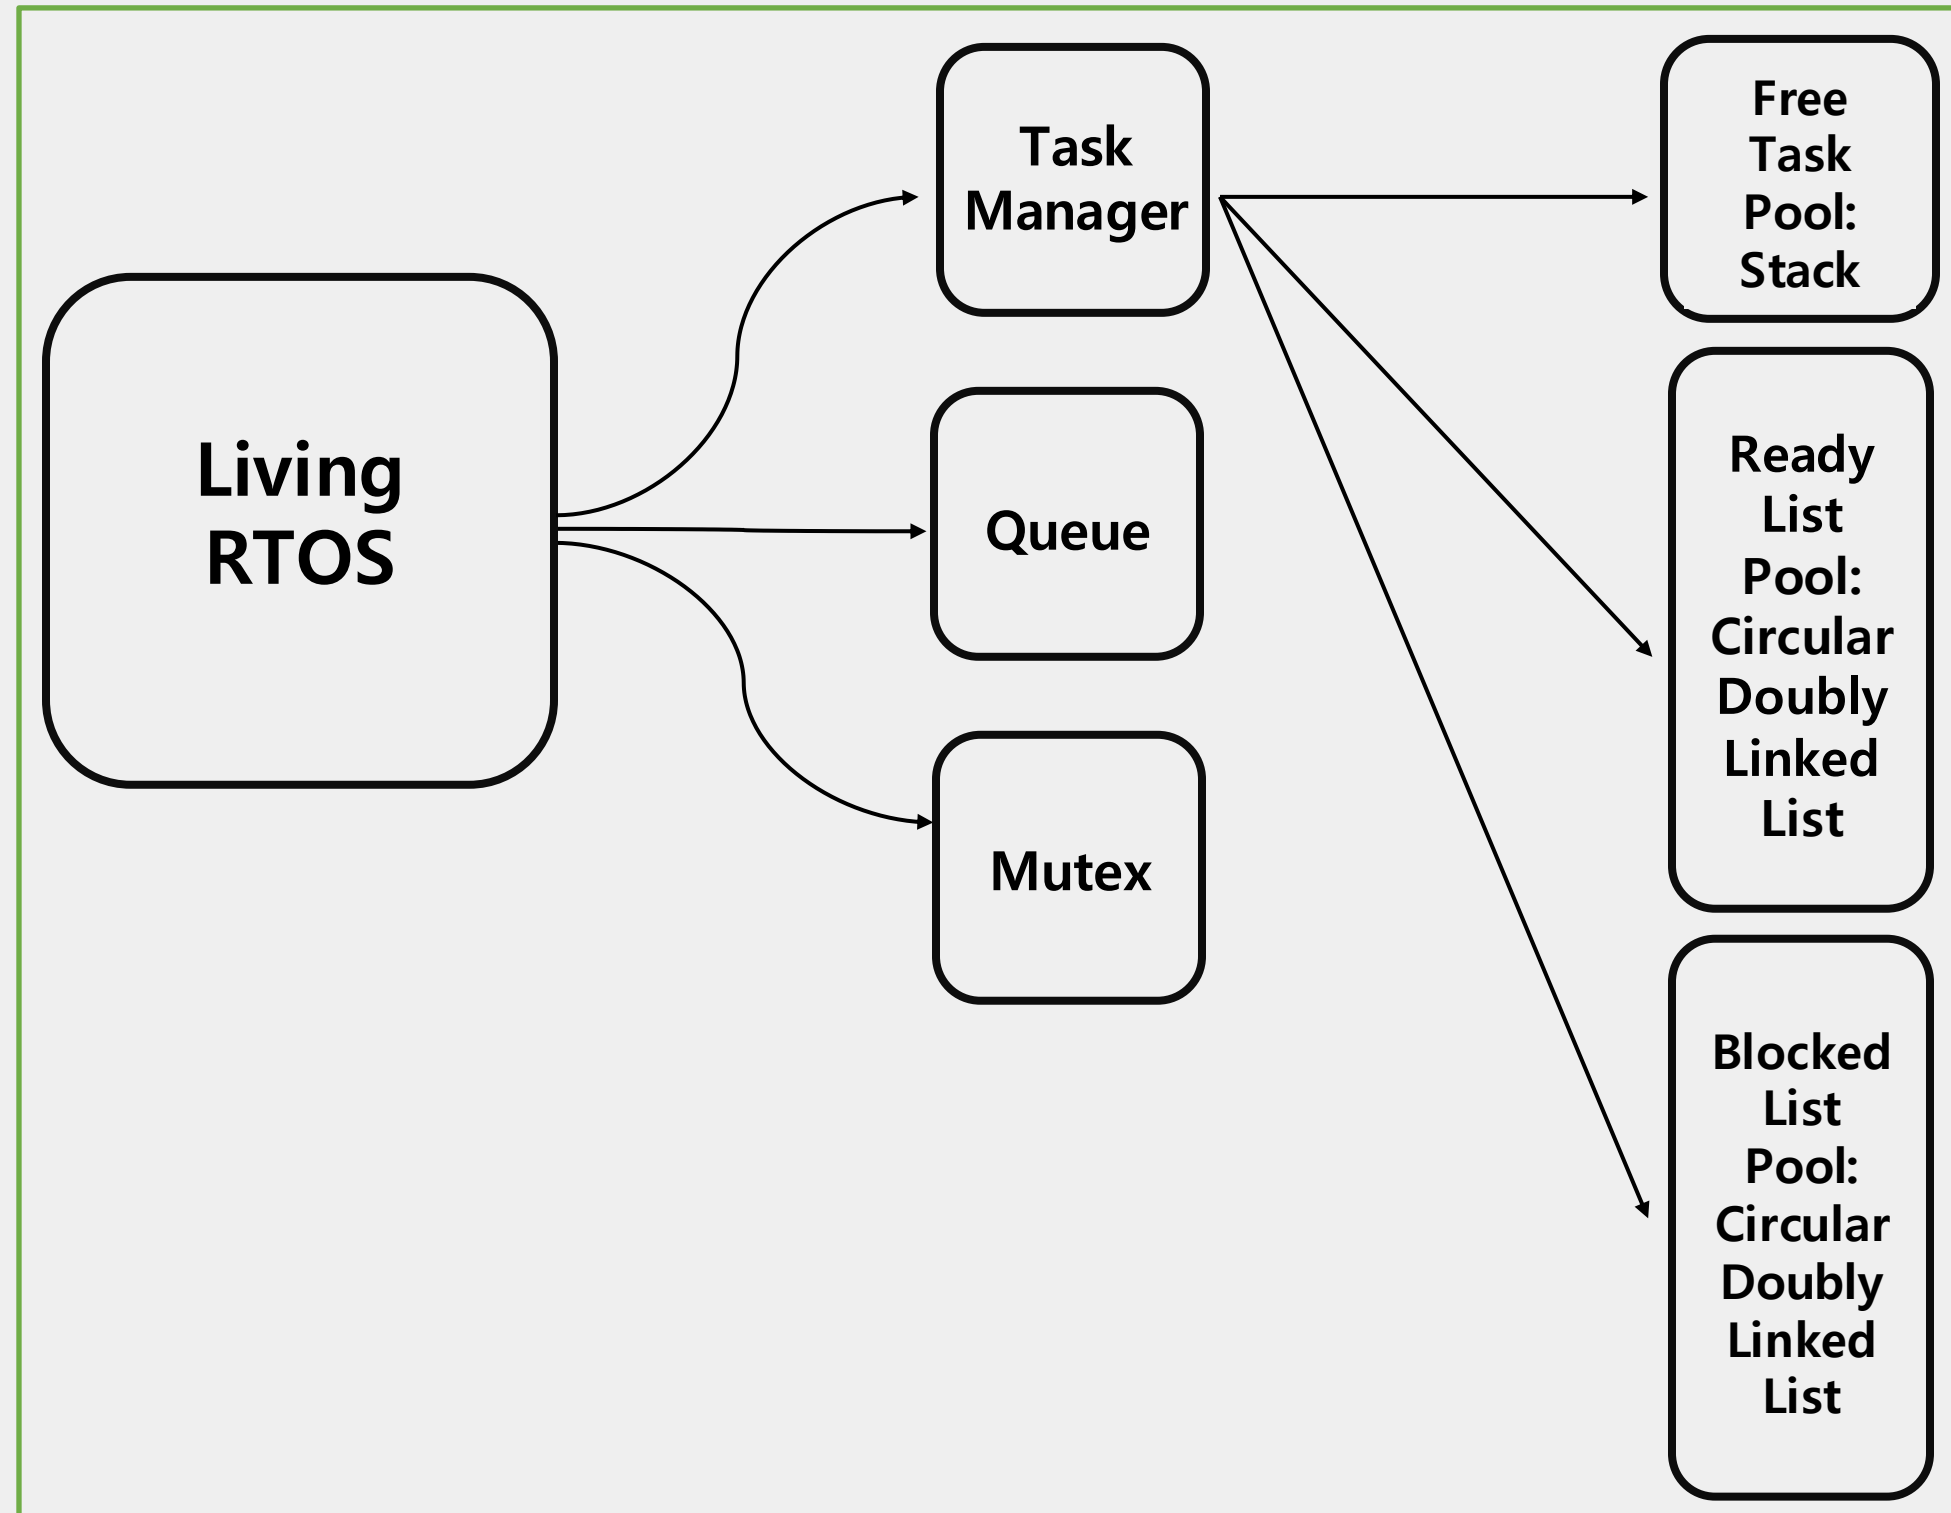 Living
RTOS
Task
Manager
Queue
Mutex
Free
Task
Pool:
Stack
Ready
List
Pool:
Circular
Doubly
Linked
List
Blocked
List
Pool:
Circular
Doubly
Linked
List